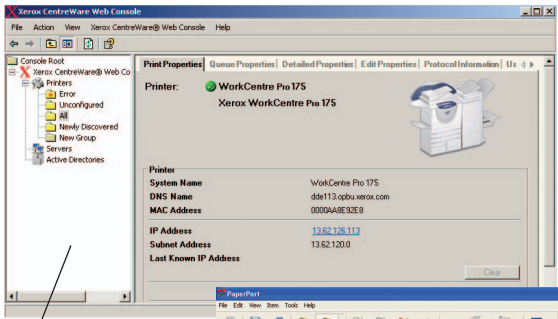 Xerox CentreWare Web Console
File Action View Xerox CentreWare® Web Console Help
Console Root
Xerox CentreWare® Web Co
Printers
Error
Unconfigured
All
Newly Discovered
New Group
Servers
Active Directories
Print Properties Queue Properties Detailed Properties Edit Properties Protocol Information Us
Printer: WorkCentre Pro 175
Xerox WorkCentre Pro 175
Printer
System Name WorkCentre Pro 175
DNS Name dde113.opbu.xerox.com
MAC Address 0000AA8E92E8
IP Address 13.62.126.113
Subnet Address 13.62.120.0
Last Known IP Address
Clear
PaperPort
File Edit View Item Tools Help